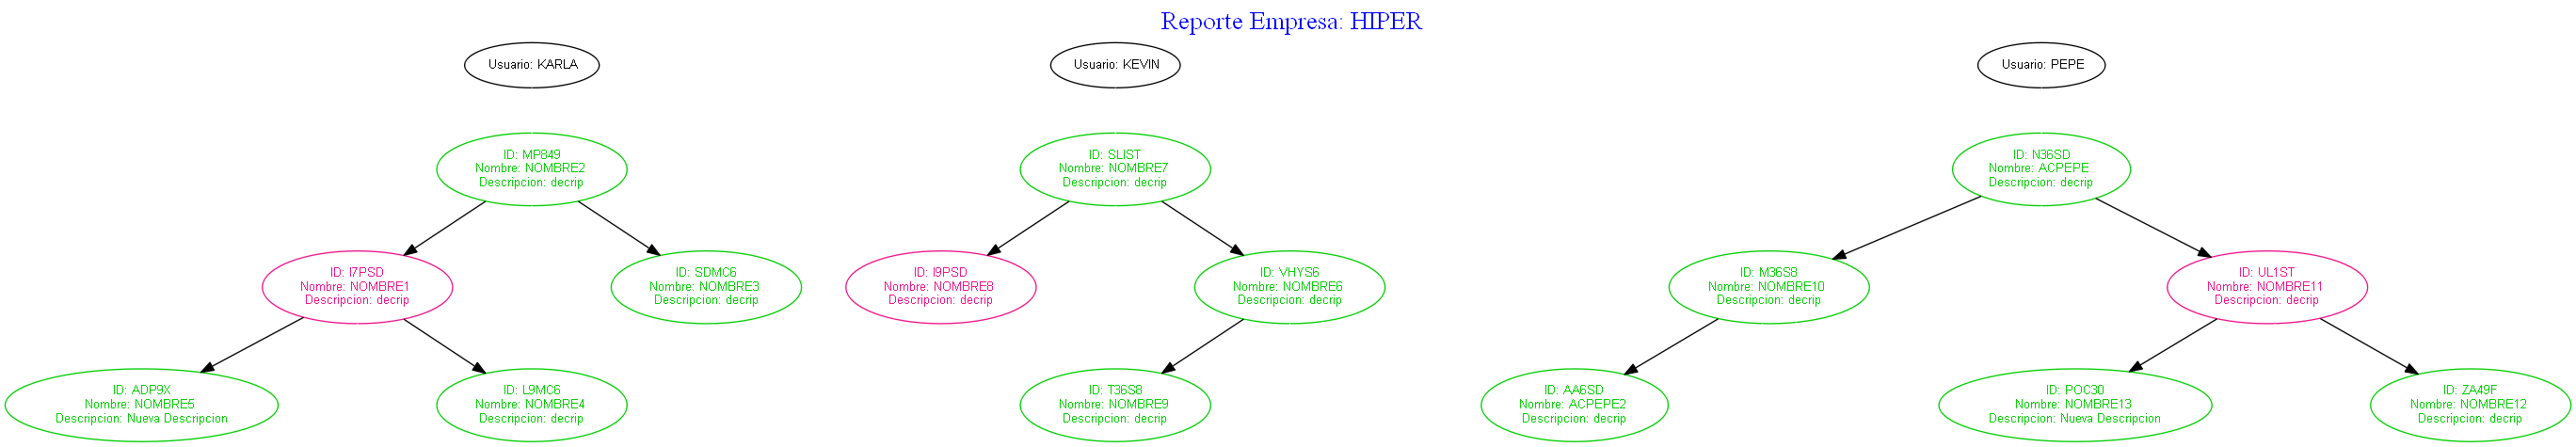 Reporte Empresa: HIPER
Usuario: KARLA
Usuario: KEVIN
Usuario: PEPE
ID: MP849
Nombre: NOMBRE2
Descripcion: decrip
ID: SLIST
Nombre: NOMBRE7
Descripcion: decrip
ID: N36SD
Nombre: ACPEPE
Descripcion: decrip
ID: I7PSD
Nombre: NOMBRE1
Descripcion: decrip
ID: SDMC6
Nombre: NOMBRE3
Descripcion: decrip
ID: I9PSD
Nombre: NOMBRE8
Descripcion: decrip
ID: VHYS6
Nombre: NOMBRE6
Descripcion: decrip
ID: M36S8
Nombre: NOMBRE10
Descripcion: decrip
ID: UL1ST
Nombre: NOMBRE11
Descripcion: decrip
ID: ADP9X
Nombre: NOMBRE5
Descripcion: Nueva Descripcion
ID: L9MC6
Nombre: NOMBRE4
Descripcion: decrip
ID: T36S8
Nombre: NOMBRE9
Descripcion: decrip
ID: AA6SD
Nombre: ACPEPE2
Descripcion: decrip
ID: POC30
Nombre: NOMBRE13
Descripcion: Nueva Descripcion
ID: ZA49F
Nombre: NOMBRE12
Descripcion: decrip